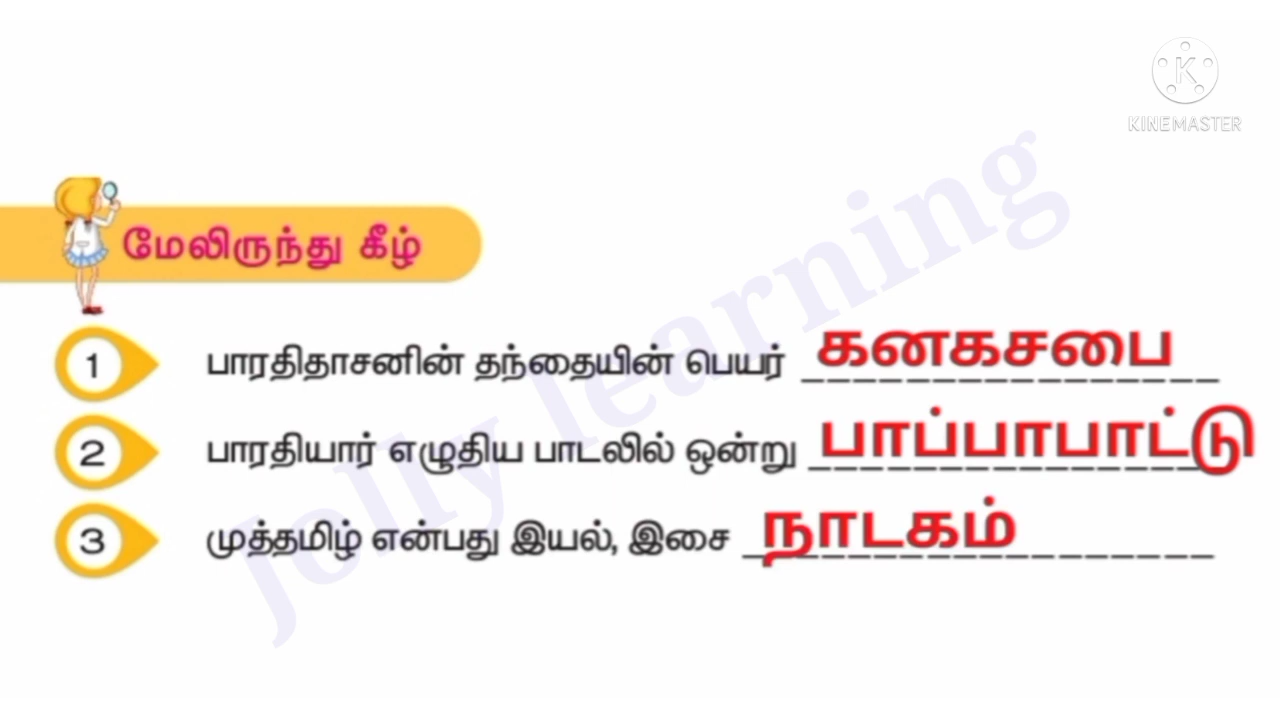 KINEMASTER
மேலிருந்து கீழ்
1 பாரதிதாசனின் தந்தையின் பெயர் கனகசபை
2 பாரதியார் எழுதிய பாடலில் ஒன்று பாப்பாபாட்டு
3 முத்தமிழ் என்பது இயல், இசை நாடகம்
Jolly learning